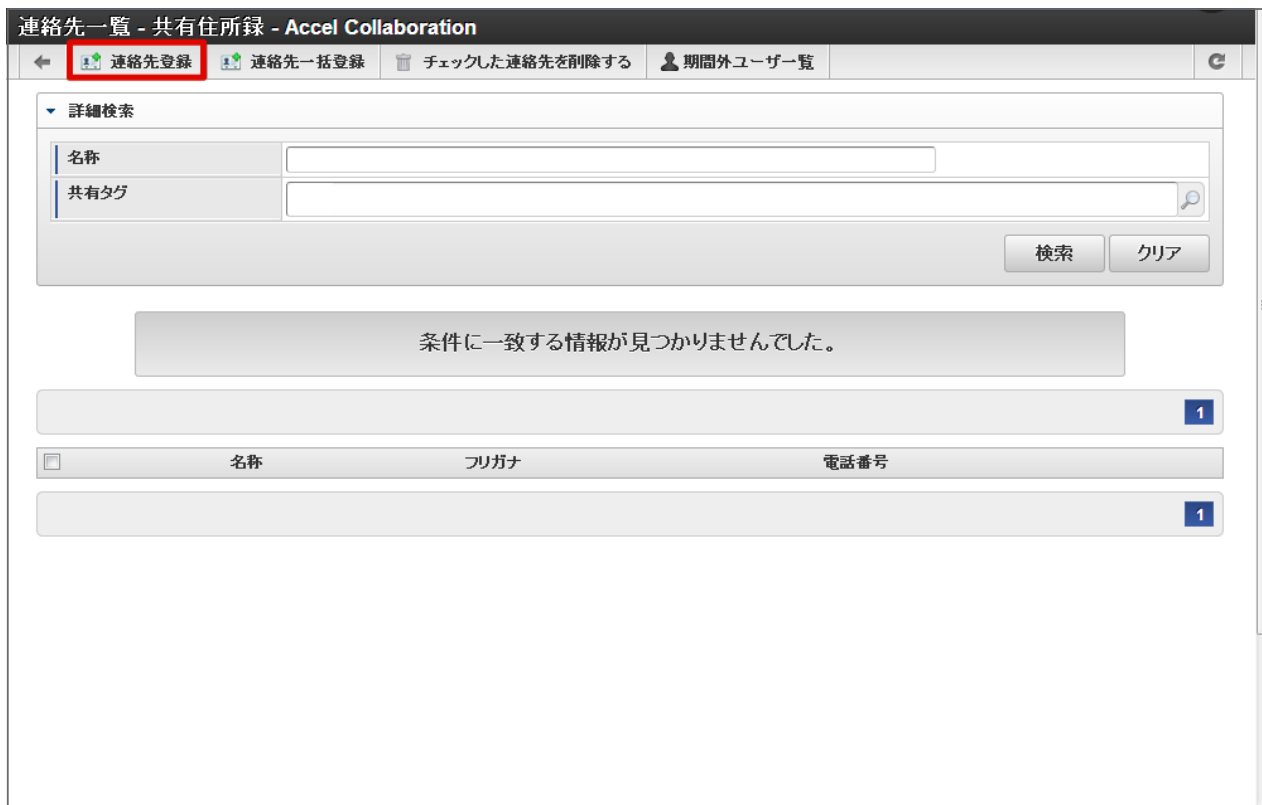 連絡先一覧 - 共有住所録 - Accel Collaboration
連絡先登録 連絡先一括登録 チェックした連絡先を削除する 期間外ユーザ一覧
詳細検索
名称
共有タグ
検索 クリア
条件に一致する情報が見つかりませんでした。
1
名称 フリガナ 電話番号
1